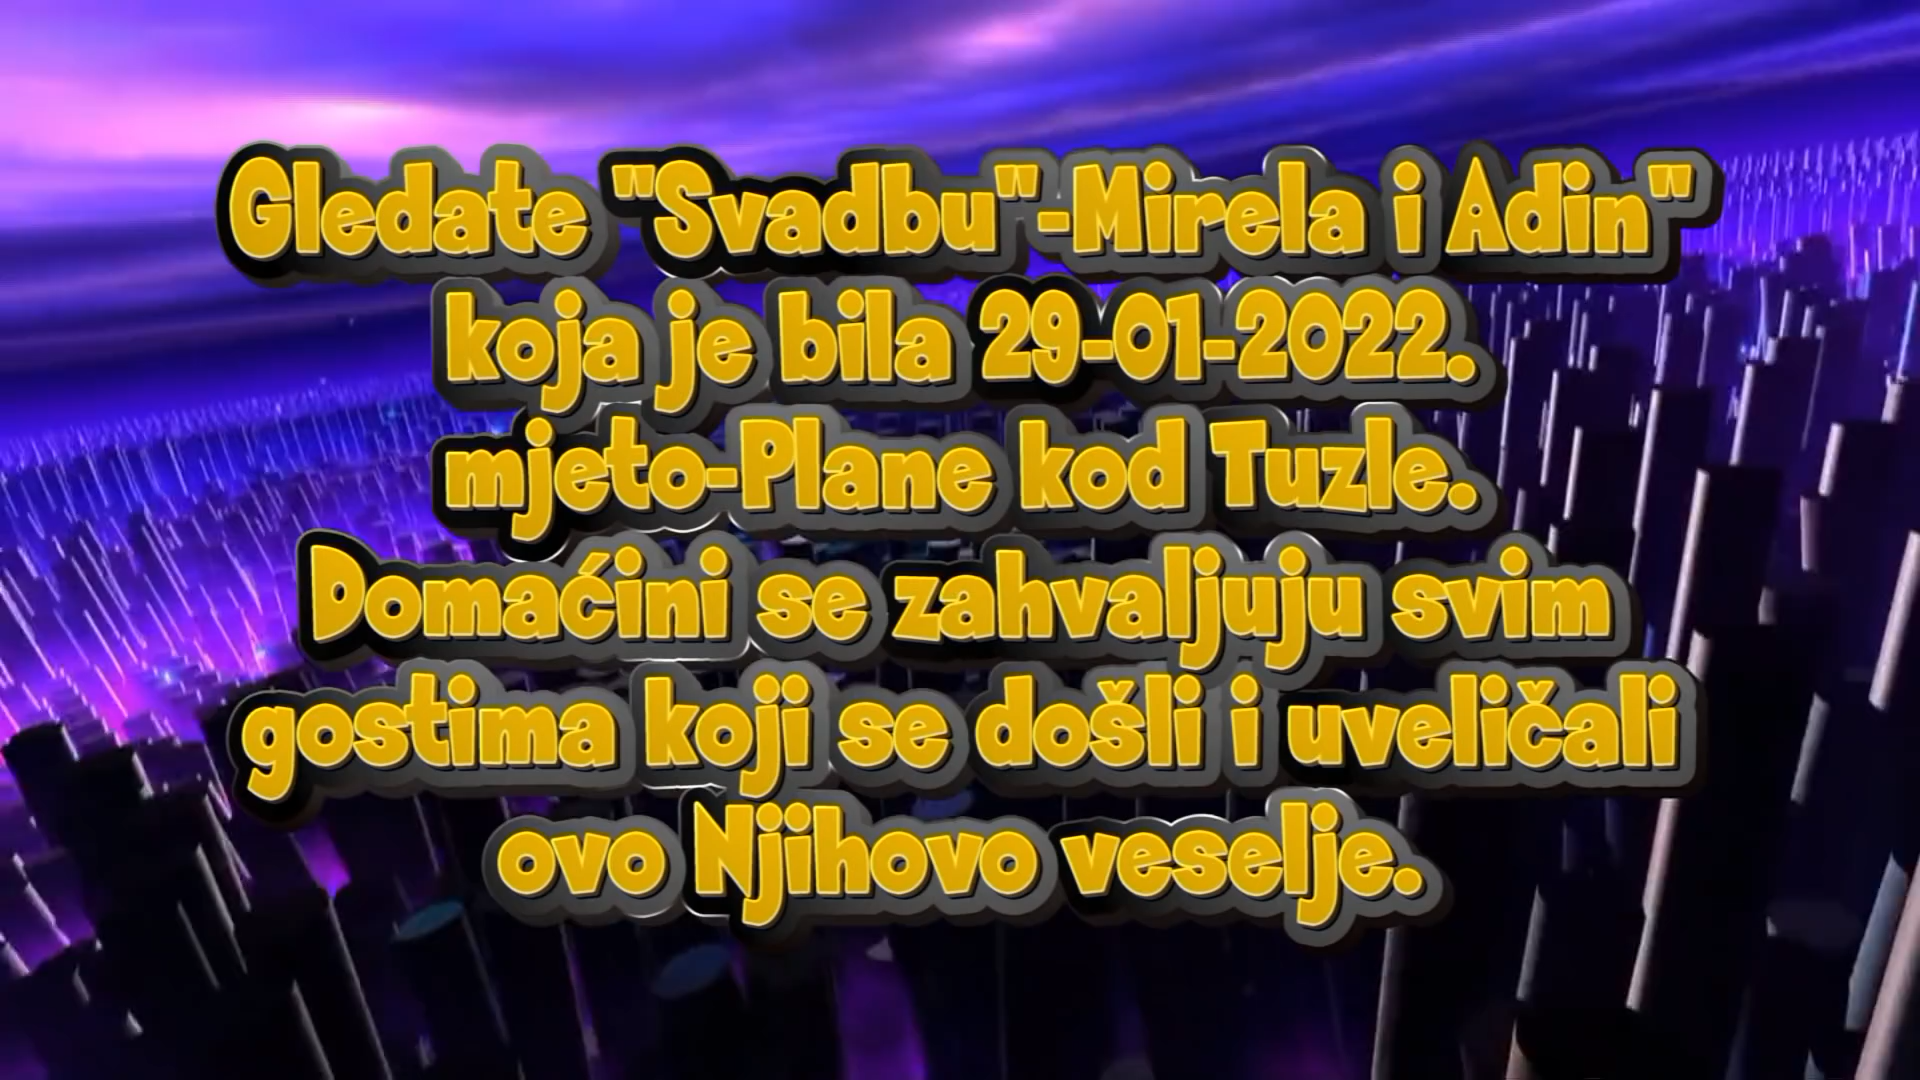 Gledate "Svadbu"-Mirela i Adin"
koja je bila 29-01-2022.
mjeto-Plane kod Tuzle.
Domaćini se zahvaljuju svim
gostima koji se došli i uveličali
ovo Njihovo veselje.